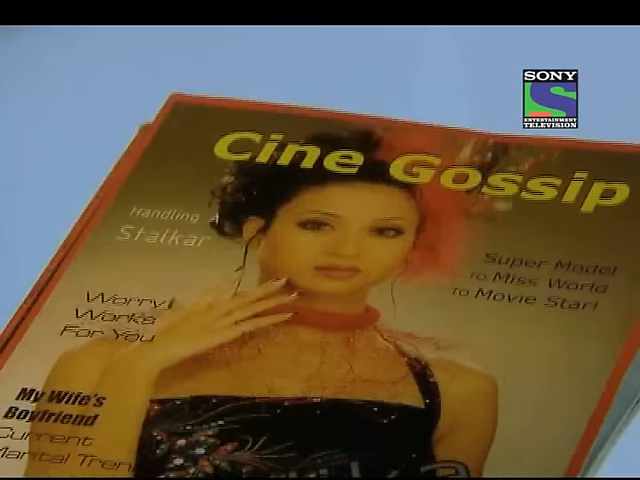 SONY
S
ENTERTAINMENT
TELEVISION
Cine Gossip
Handling A
Stalkar
Super Model
to Miss World
to Movie Star!
Worry!
Works
For You
My Wife's
Boyfriend
Current
Marital